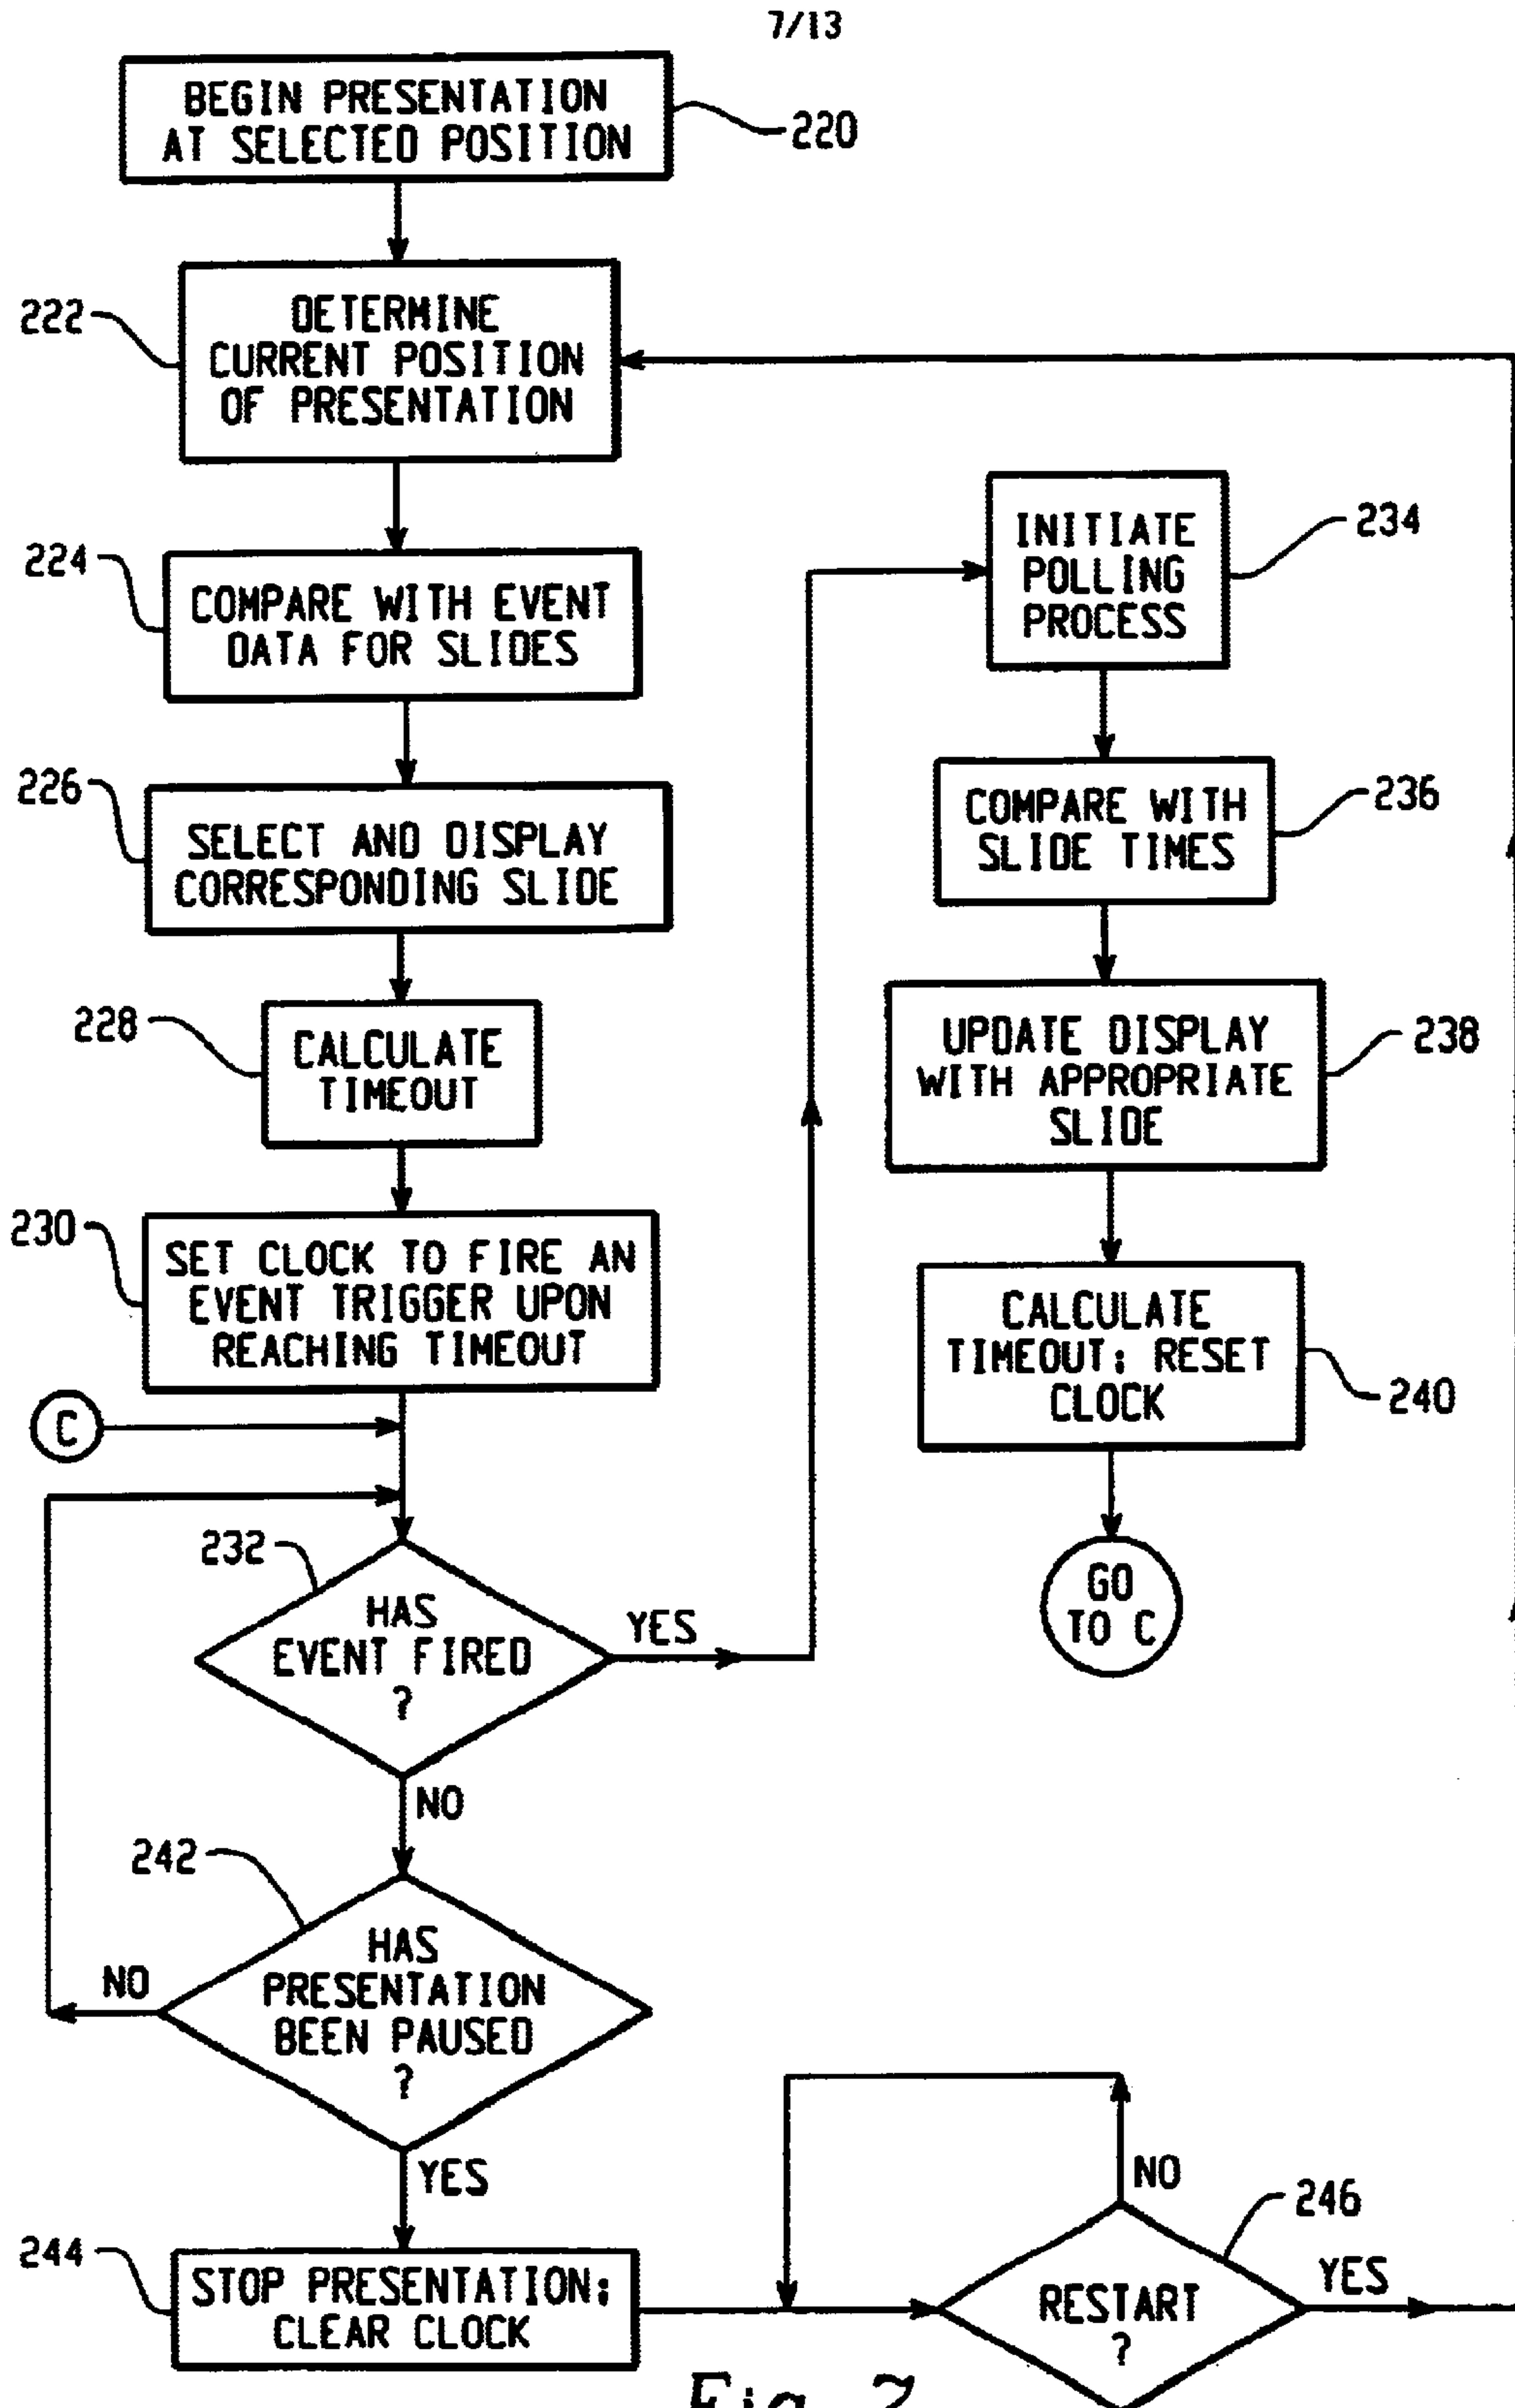 7/13
BEGIN PRESENTATION
AT SELECTED POSITION
220
222
DETERMINE
CURRENT POSITION
OF PRESENTATION
224
COMPARE WITH EVENT
DATA FOR SLIDES
226
SELECT AND DISPLAY
CORRESPONDING SLIDE
228
CALCULATE
TIMEOUT
230
SET CLOCK TO FIRE AN
EVENT TRIGGER UPON
REACHING TIMEOUT
C
232
HAS
EVENT FIRED
?
YES
NO
234
INITIATE
POLLING
PROCESS
236
COMPARE WITH
SLIDE TIMES
238
UPDATE DISPLAY
WITH APPROPRIATE
SLIDE
240
CALCULATE
TIMEOUT; RESET
CLOCK
GO
TO C
242
HAS
PRESENTATION
BEEN PAUSED
?
NO
YES
244
STOP PRESENTATION;
CLEAR CLOCK
246
RESTART
?
NO
YES
Fig. 7